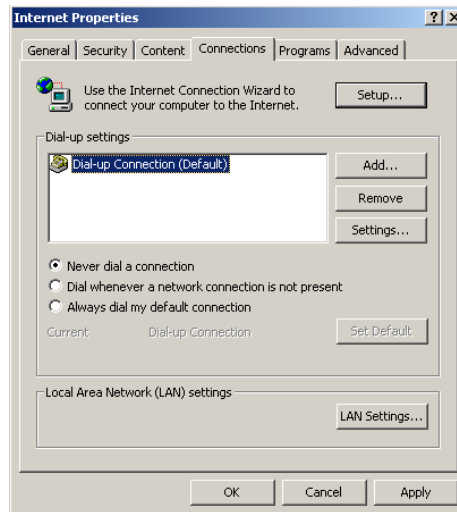 Internet Properties
General Security Content Connections Programs Advanced
Use the Internet Connection Wizard to
connect your computer to the Internet.
Setup...
Dial-up settings
Dial-up Connection (Default)
Add...
Remove
Settings...
Never dial a connection
Dial whenever a network connection is not present
Always dial my default connection
Current Dial-up Connection Set Default
Local Area Network (LAN) settings
LAN Settings...
OK Cancel Apply